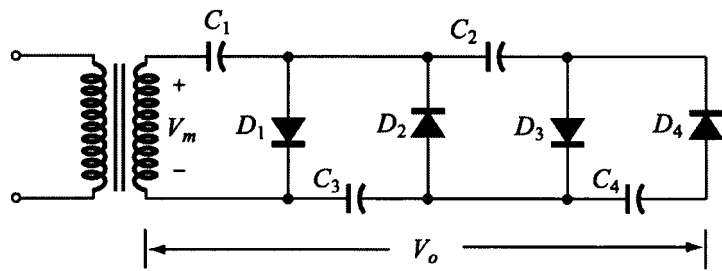 C₁ C₂
+
Vₘ D₁ D₂ D₃ D₄
−
C₃ C₄
Vₒ